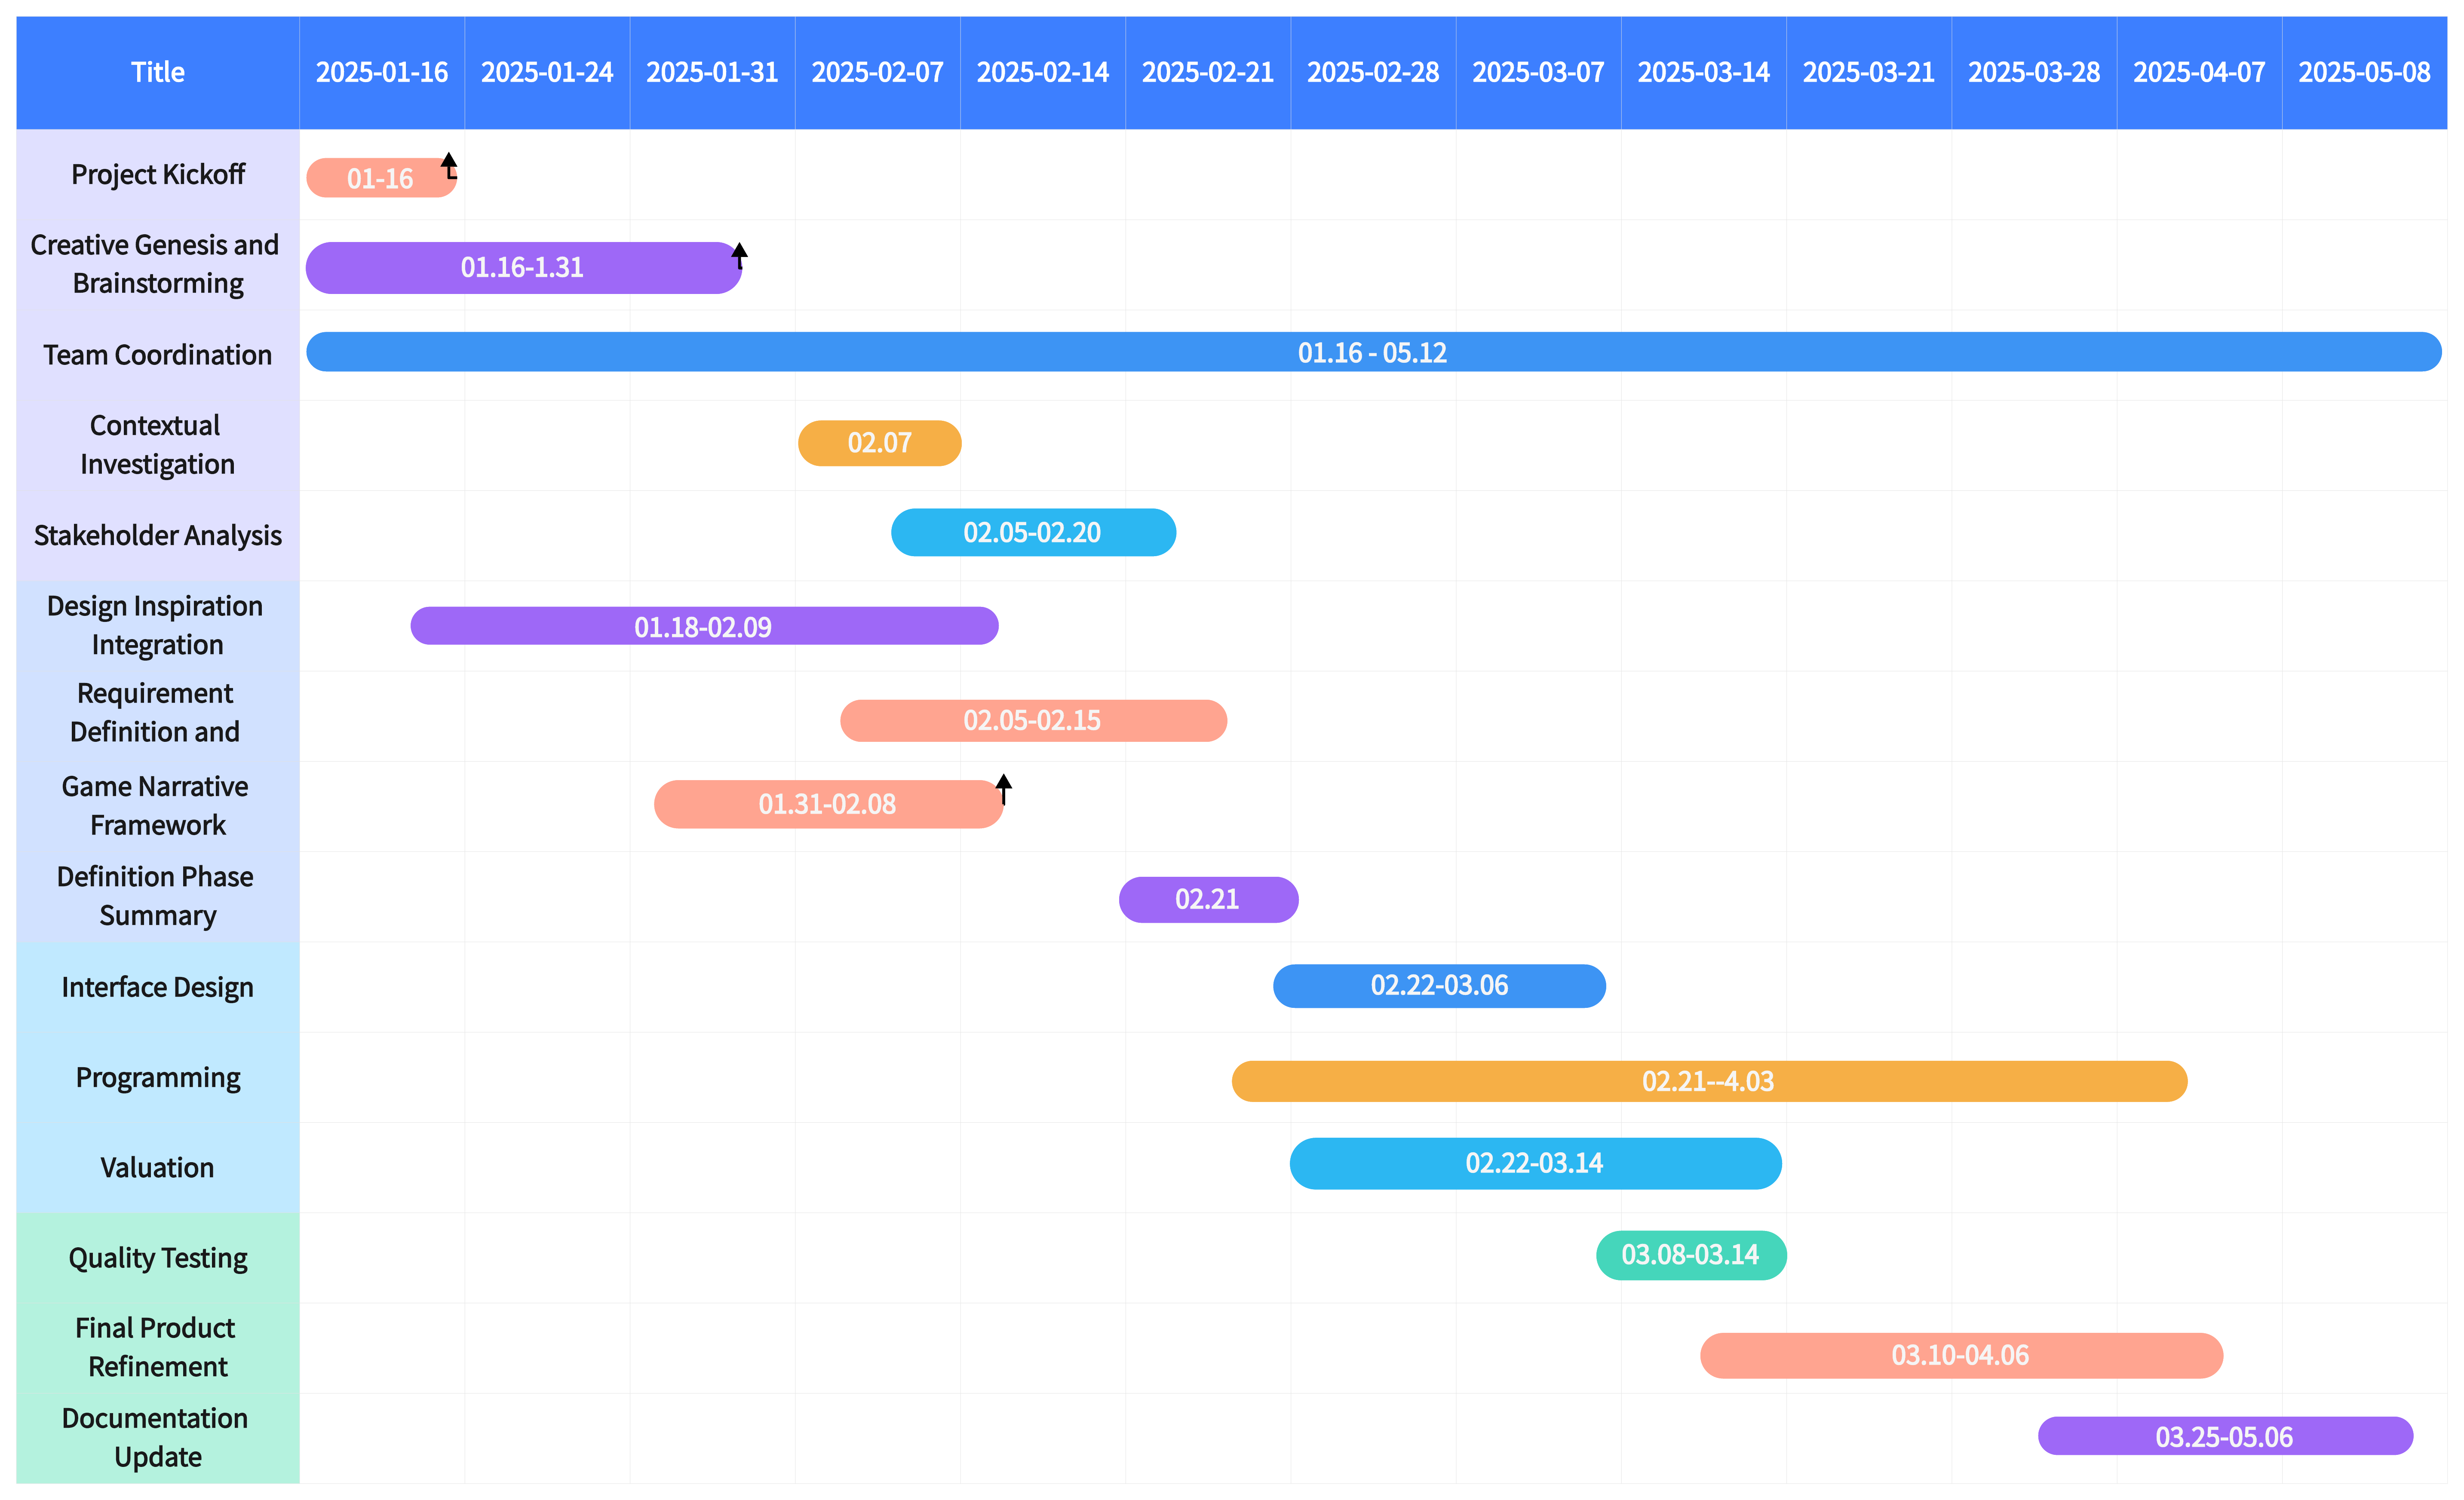 Title 2025-01-16 2025-01-24 2025-01-31 2025-02-07 2025-02-14 2025-02-21 2025-02-28 2025-03-07 2025-03-14 2025-03-21 2025-03-28 2025-04-07 2025-05-08
Project Kickoff
01-16
Creative Genesis and
Brainstorming
01.16-1.31
Team Coordination
01.16 - 05.12
Contextual
Investigation
02.07
Stakeholder Analysis
02.05-02.20
Design Inspiration
Integration
01.18-02.09
Requirement
Definition and
02.05-02.15
Game Narrative
Framework
01.31-02.08
Definition Phase
Summary
02.21
Interface Design
02.22-03.06
Programming
02.21--4.03
Valuation
02.22-03.14
Quality Testing
03.08-03.14
Final Product
Refinement
03.10-04.06
Documentation
Update
03.25-05.06